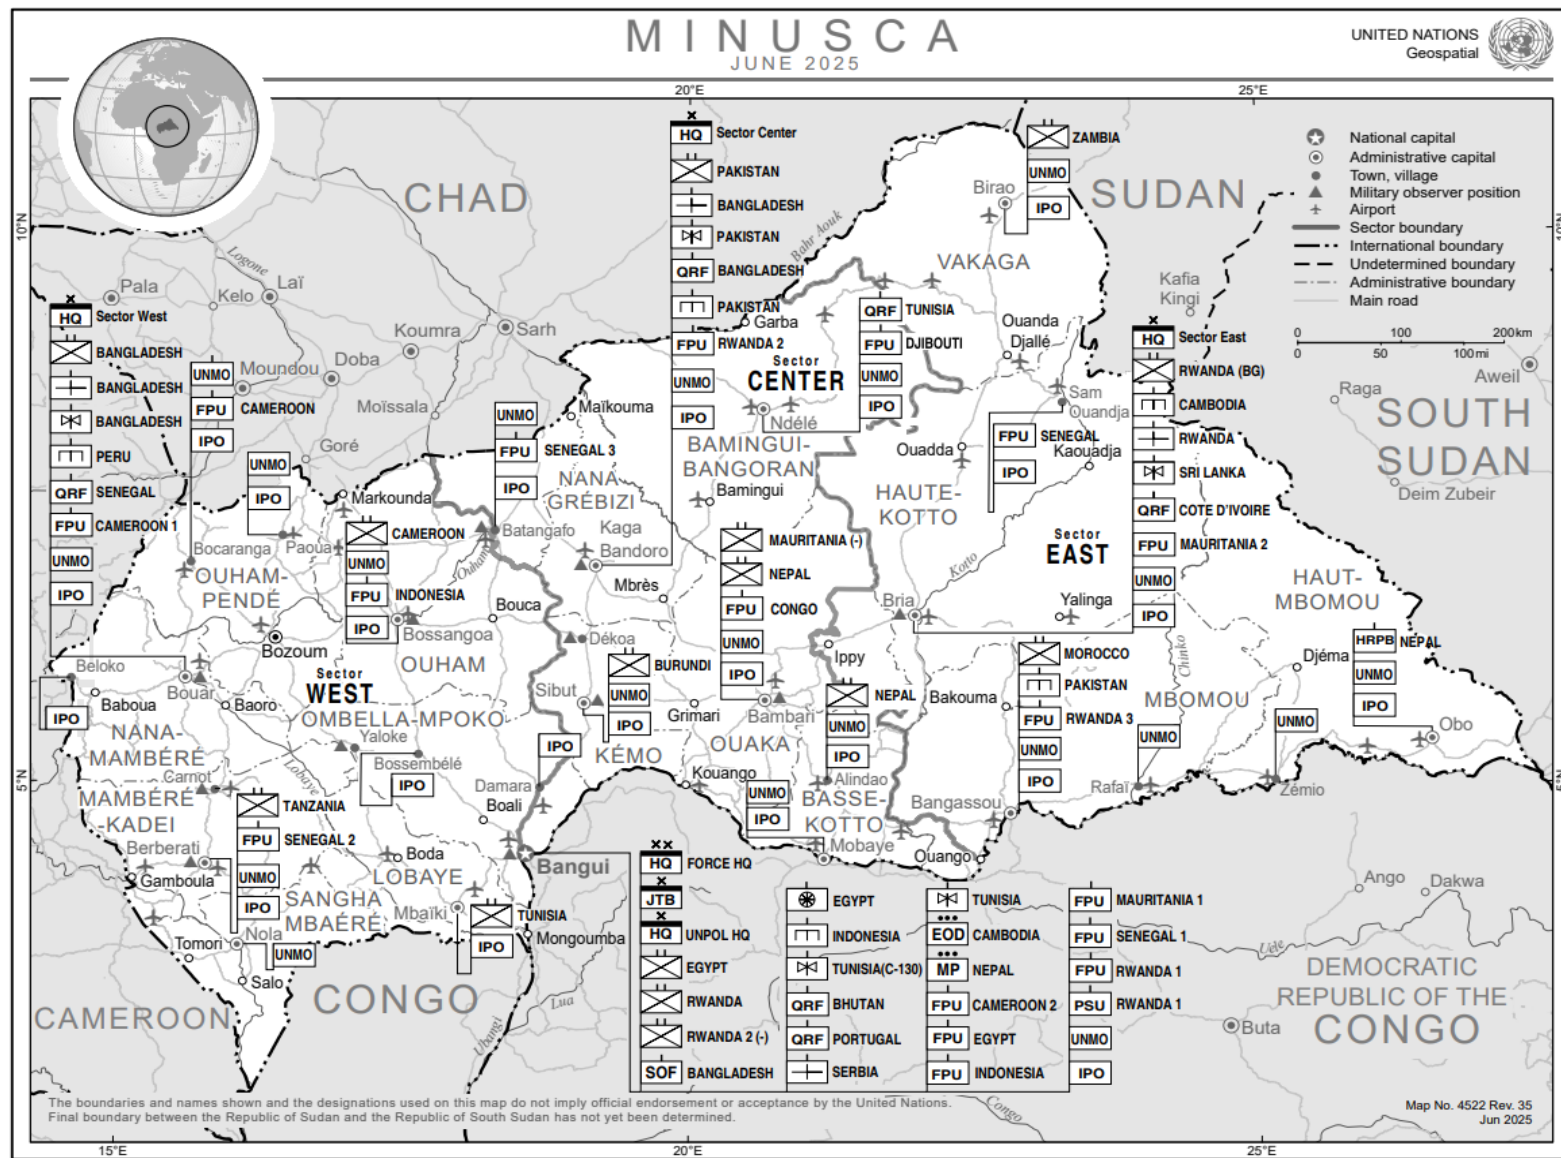 MINUSCA
JUNE 2025
UNITED NATIONS
Geospatial
20°E
25°E
10°N
10°N
5°N
5°N
15°E
20°E
25°E
National capital
Administrative capital
Town, village
Military observer position
Airport
Sector boundary
International boundary
Undetermined boundary
Administrative boundary
Main road
0 100 200km
0 50 100mi
CHAD
SUDAN
SOUTH
SUDAN
CAMEROON
CONGO
DEMOCRATIC
REPUBLIC OF THE
CONGO
HQ Sector West
BANGLADESH
BANGLADESH
BANGLADESH
PERU
QRF SENEGAL
FPU CAMEROON 1
UNMO
IPO
UNMO
FPU CAMEROON
IPO
UNMO
IPO
CAMEROON
UNMO
FPU INDONESIA
IPO
UNMO
FPU SENEGAL 3
IPO
HQ Sector Center
PAKISTAN
BANGLADESH
PAKISTAN
QRF BANGLADESH
PAKISTAN
FPU RWANDA 2
UNMO
IPO
QRF TUNISIA
FPU DJIBOUTI
UNMO
IPO
ZAMBIA
UNMO
IPO
FPU SENEGAL
IPO
HQ Sector East
RWANDA (BG)
CAMBODIA
RWANDA
SRI LANKA
QRF COTE D'IVOIRE
FPU MAURITANIA 2
UNMO
IPO
MAURITANIA (-)
NEPAL
FPU CONGO
UNMO
IPO
BURUNDI
UNMO
IPO
NEPAL
UNMO
IPO
UNMO
IPO
MOROCCO
PAKISTAN
FPU RWANDA 3
UNMO
IPO
UNMO
UNMO
HRPB NEPAL
UNMO
IPO
IPO
IPO
IPO
TANZANIA
FPU SENEGAL 2
UNMO
IPO
UNMO
TUNISIA
IPO
HQ FORCE HQ
JTB
HQ UNPOL HQ
EGYPT
RWANDA
RWANDA 2 (-)
SOF BANGLADESH
EGYPT
INDONESIA
TUNISIA(C-130)
QRF BHUTAN
QRF PORTUGAL
SERBIA
TUNISIA
EOD CAMBODIA
MP NEPAL
FPU CAMEROON 2
FPU EGYPT
FPU INDONESIA
FPU MAURITANIA 1
FPU SENEGAL 1
FPU RWANDA 1
PSU RWANDA 1
UNMO
IPO
Sector
WEST
Sector
CENTER
Sector
EAST
VAKAGA
BAMINGUI-
BANGORAN
NANA-
GRÉBIZI
HAUTE-
KOTTO
HAUT-
MBOMOU
MBOMOU
OUHAM-
PENDÉ
OUHAM
OMBELLA-MPOKO
KÉMO
OUAKA
BASSE-
KOTTO
NANA-
MAMBÉRÉ
MAMBÉRÉ
-KADEI
SANGHA
MBAÉRÉ
LOBAYE
Pala
Kelo
Laï
Logone
Moundou
Doba
Koumra
Sarh
Moïssala
Goré
Maïkouma
Markounda
Bocaranga
Paoua
Batangafo
Ouham
Kaga
Bandoro
Mbrès
Bouca
Bossangoa
Bozoum
Dékoa
Beloko
Bouar
Baboua
Baoro
Sibut
Grimari
Bambari
Ippy
Yaloke
Bossembélé
Damara
Boali
Lobaye
Carnot
Berberati
Gamboula
Boda
Bangui
Mbaïki
Mongoumba
Nola
Tomori
Salo
Lua
Ubangi
Congo
Kouango
Alindao
Mobaye
Bangassou
Ouango
Bakouma
Rafaï
Zémio
Djéma
Obo
Chinko
Yalinga
Bria
Kotto
Kaouadja
Ouadda
Sam
Ouandja
Ouanda
Djallé
Birao
Bahr Aouk
Garba
Ndélé
Bamingui
Kafia
Kingi
Raga
Aweil
Deim Zubeir
Ango
Dakwa
Uele
Buta
The boundaries and names shown and the designations used on this map do not imply official endorsement or acceptance by the United Nations.
Final boundary between the Republic of Sudan and the Republic of South Sudan has not yet been determined.
Map No. 4522 Rev. 35
Jun 2025